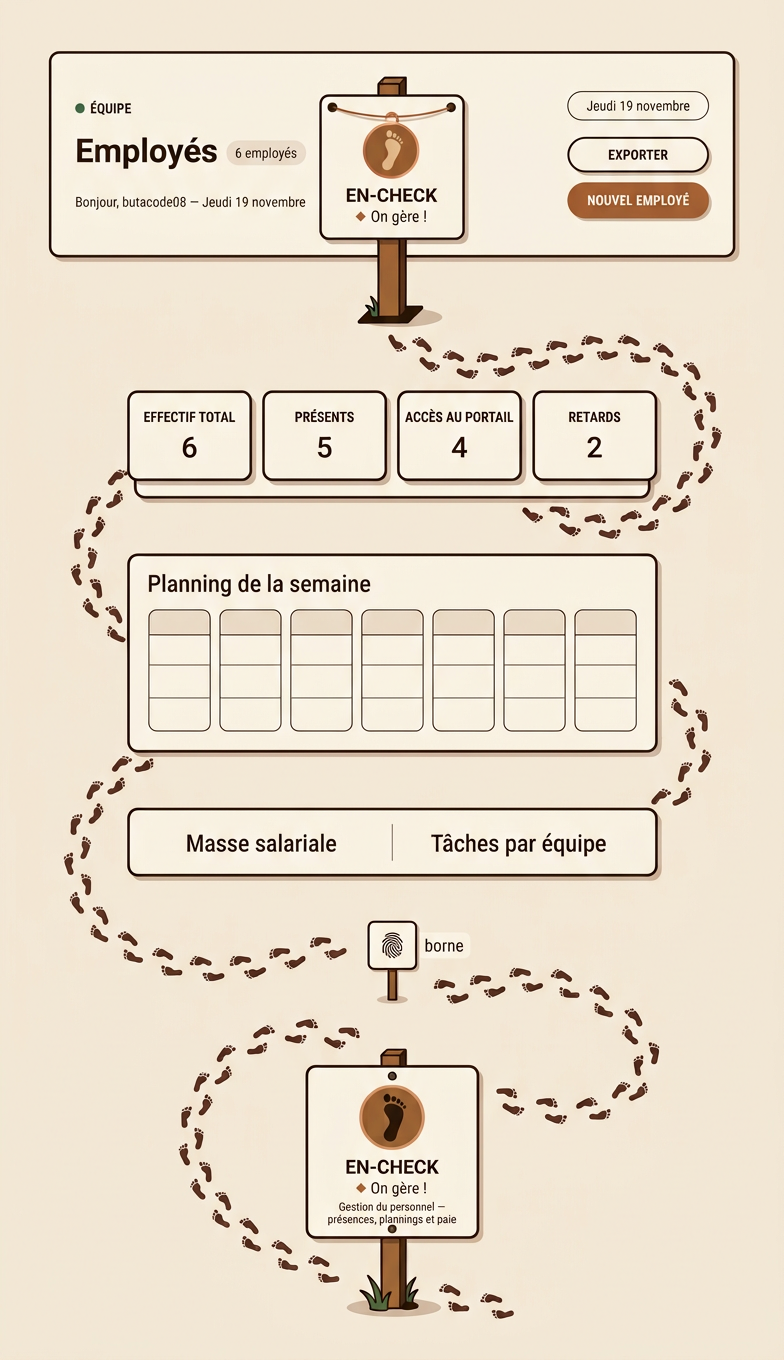 ÉQUIPE
Employés
6 employés
Bonjour, butacode08 — Jeudi 19 novembre
EN-CHECK
On gère !
Jeudi 19 novembre
EXPORTER
NOUVEL EMPLOYÉ
EFFECTIF TOTAL
6
PRÉSENTS
5
ACCÈS AU PORTAIL
4
RETARDS
2
Planning de la semaine
Masse salariale
Tâches par équipe
borne
EN-CHECK
On gère !
Gestion du personnel —
présences, plannings et paie